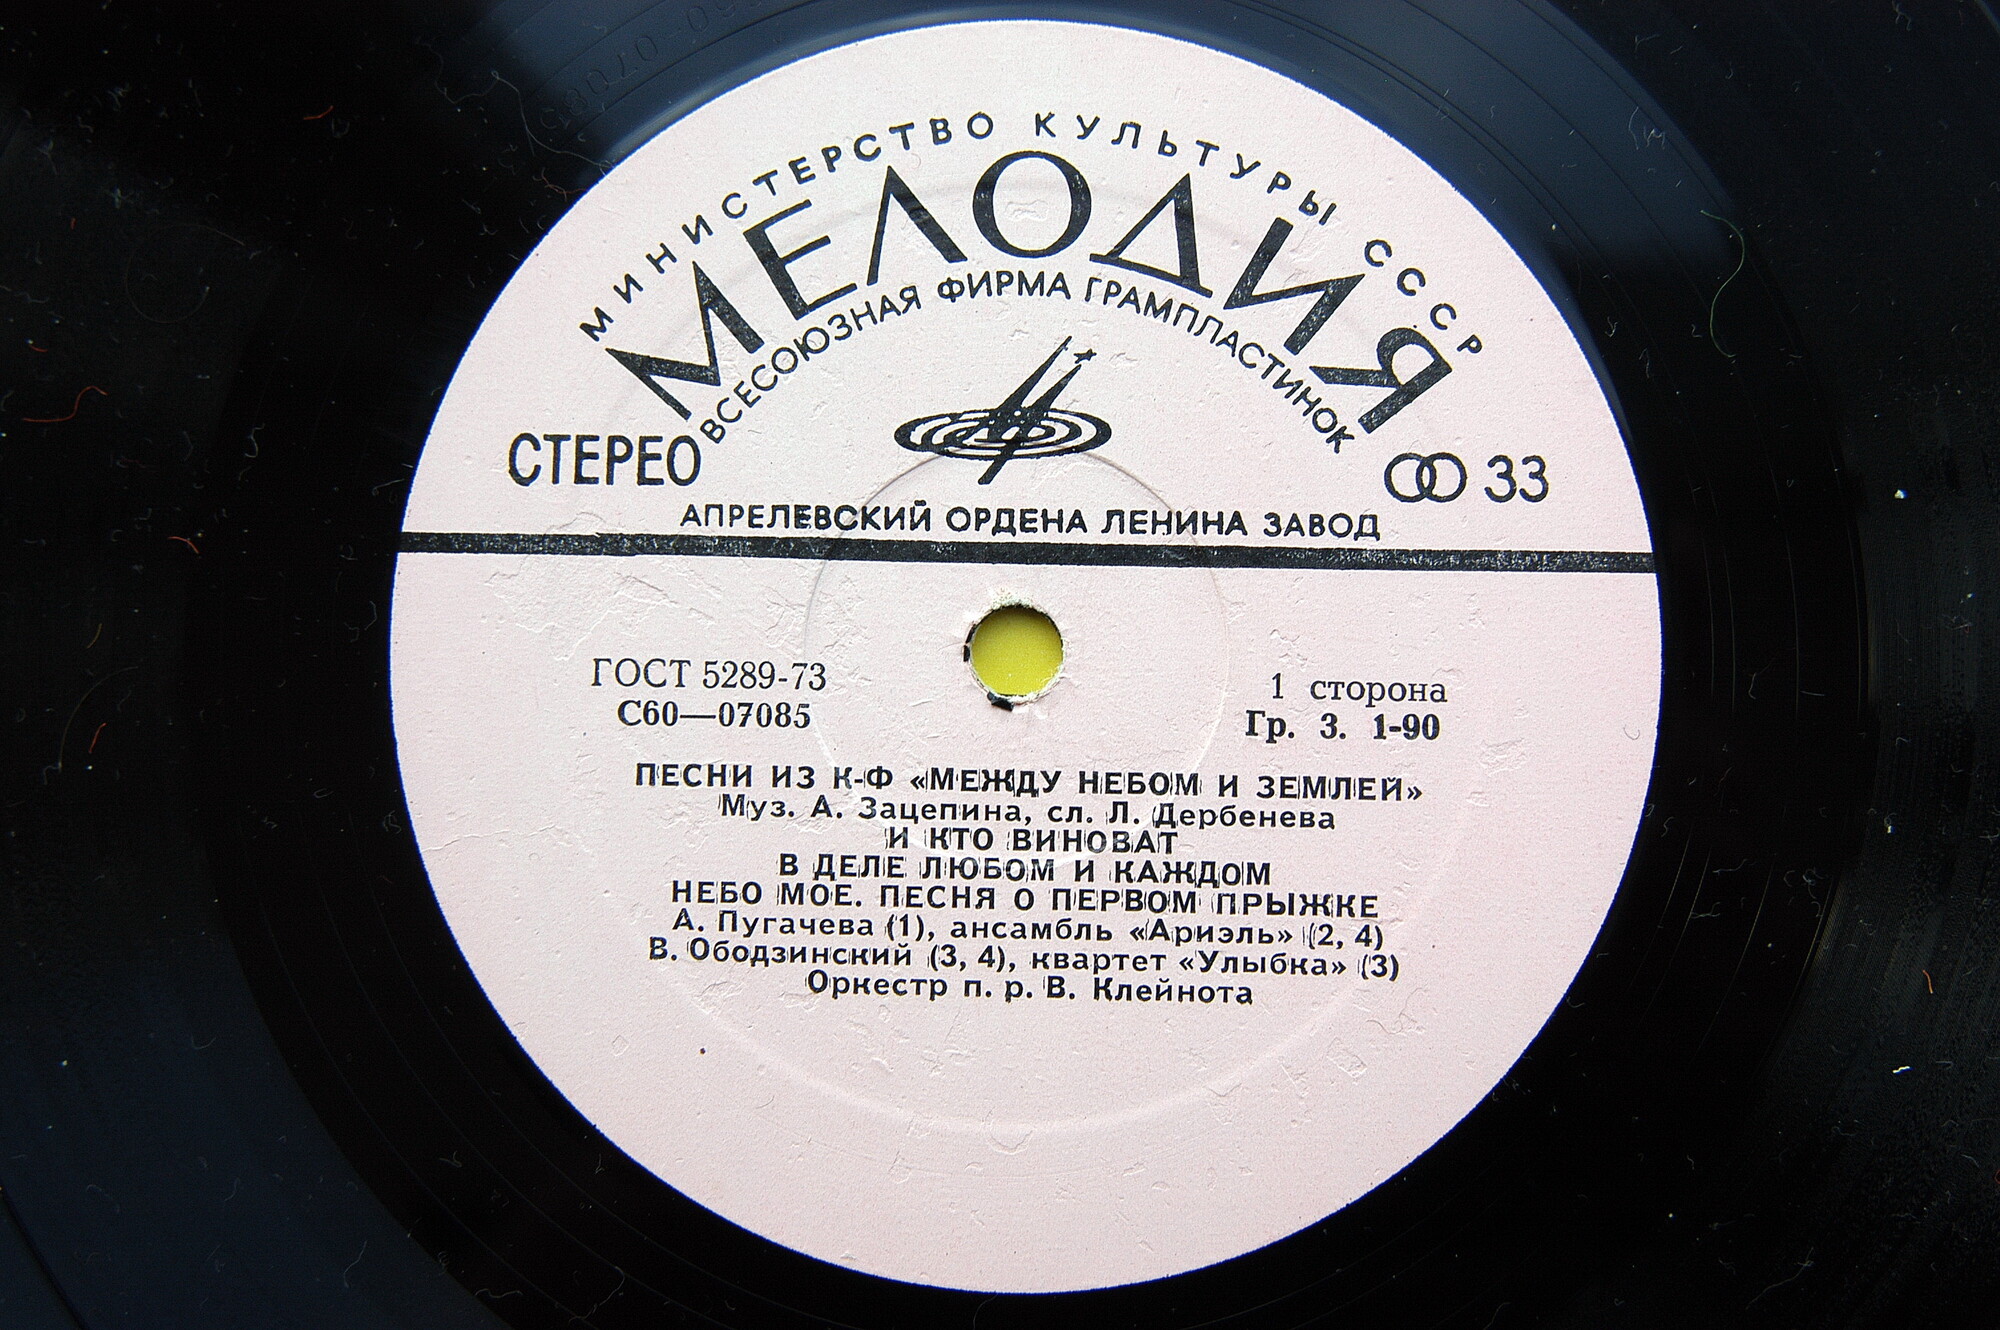 МИНИСТЕРСТВО КУЛЬТУРЫ СССР
МЕЛОДИЯ
ВСЕСОЮЗНАЯ ФИРМА ГРАМПЛАСТИНОК
СТЕРЕО
33
АПРЕЛЕВСКИЙ ОРДЕНА ЛЕНИНА ЗАВОД
ГОСТ 5289-73
С60—07085
1 сторона
Гр. 3. 1-90
ПЕСНИ ИЗ К-Ф «МЕЖДУ НЕБОМ И ЗЕМЛЕЙ»
Муз. А. Зацепина, сл. Л. Дербенева
И КТО ВИНОВАТ
В ДЕЛЕ ЛЮБОМ И КАЖДОМ
НЕБО МОЕ. ПЕСНЯ О ПЕРВОМ ПРЫЖКЕ
А. Пугачева (1), ансамбль «Ариэль» (2, 4)
В. Ободзинский (3, 4), квартет «Улыбка» (3)
Оркестр п. р. В. Клейнота